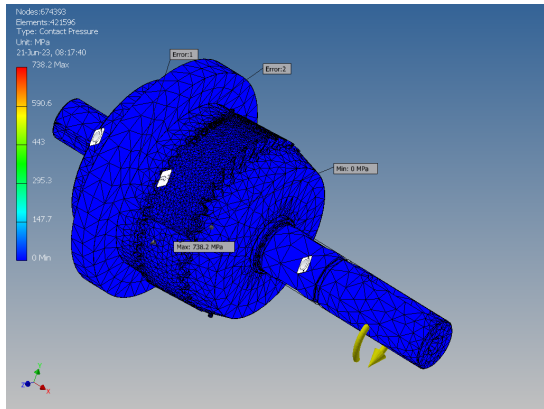 Nodes:674393
Elements:421596
Type: Contact Pressure
Unit: MPa
21-Jun-23, 08:17:40
738.2 Max
590.6
443
295.3
147.7
0 Min
Error:1
Error:2
Min: 0 MPa
Max: 738.2 MPa
Z
X